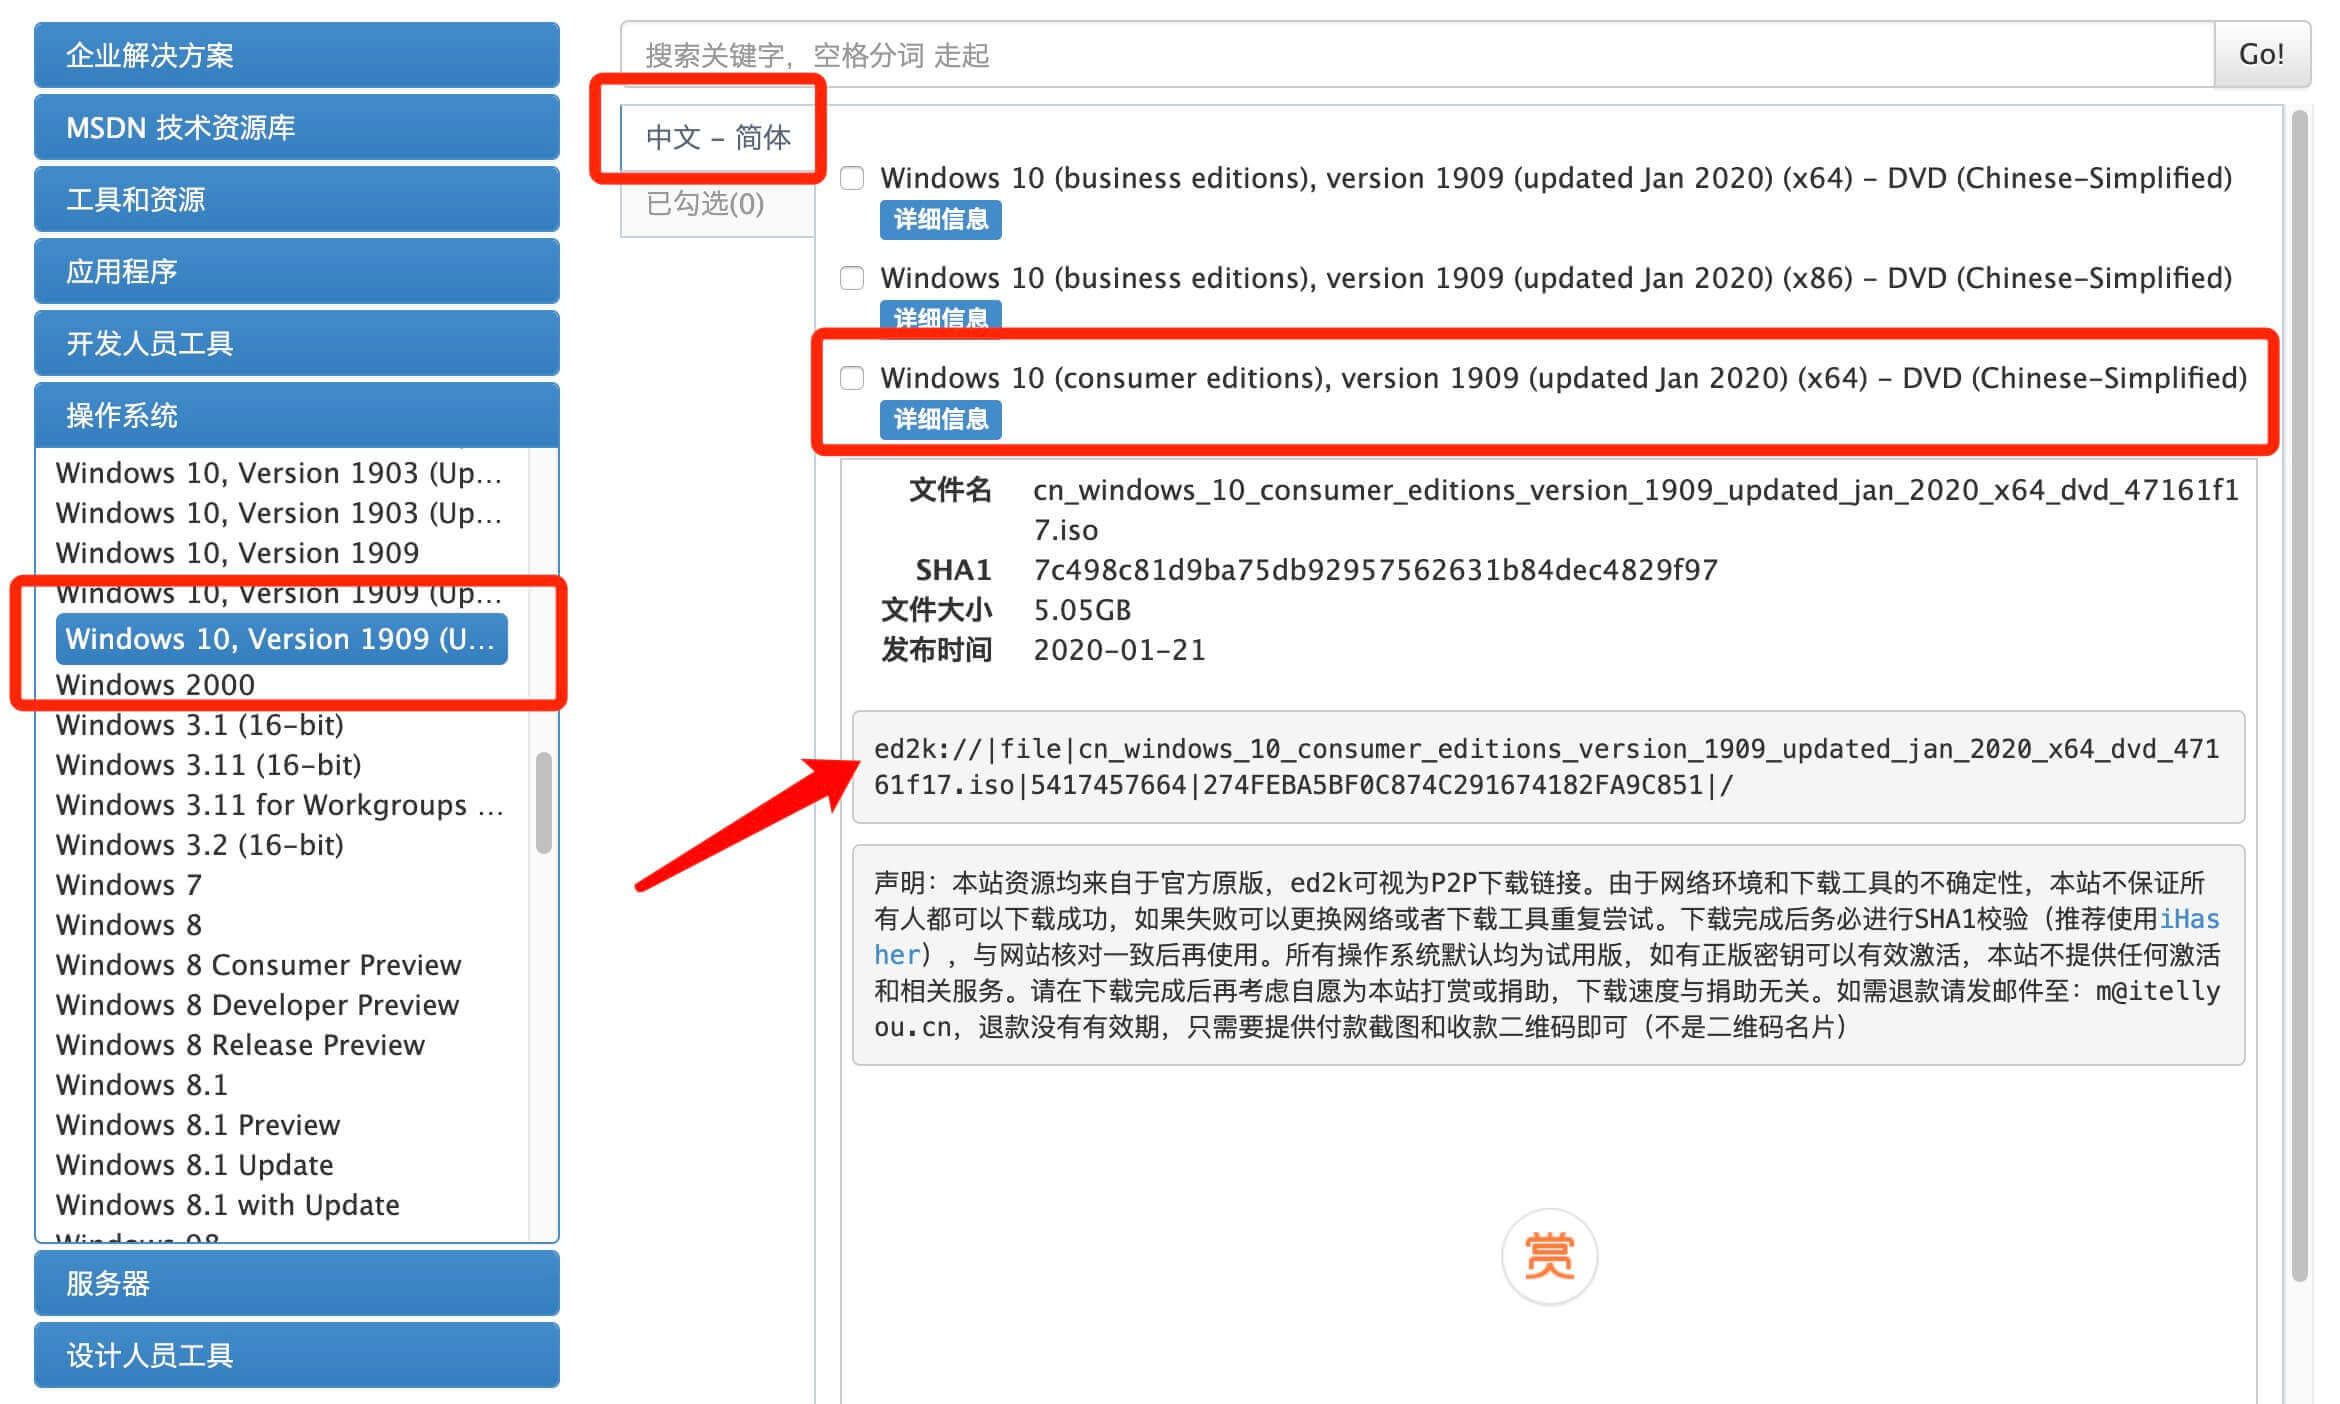 企业解决方案
MSDN 技术资源库
工具和资源
应用程序
开发人员工具
操作系统
Windows 10, Version 1903 (Up...
Windows 10, Version 1903 (Up...
Windows 10, Version 1909
Windows 10, Version 1909 (Up...
Windows 10, Version 1909 (U...
Windows 2000
Windows 3.1 (16-bit)
Windows 3.11 (16-bit)
Windows 3.11 for Workgroups ...
Windows 3.2 (16-bit)
Windows 7
Windows 8
Windows 8 Consumer Preview
Windows 8 Developer Preview
Windows 8 Release Preview
Windows 8.1
Windows 8.1 Preview
Windows 8.1 Update
Windows 8.1 with Update
Windows 98
服务器
设计人员工具
搜索关键字，空格分词 走起
Go!
中文 - 简体
已勾选(0)
Windows 10 (business editions), version 1909 (updated Jan 2020) (x64) - DVD (Chinese-Simplified)
详细信息
Windows 10 (business editions), version 1909 (updated Jan 2020) (x86) - DVD (Chinese-Simplified)
详细信息
Windows 10 (consumer editions), version 1909 (updated Jan 2020) (x64) - DVD (Chinese-Simplified)
详细信息
文件名 cn_windows_10_consumer_editions_version_1909_updated_jan_2020_x64_dvd_47161f1
7.iso
SHA1 7c498c81d9ba75db92957562631b84dec4829f97
文件大小 5.05GB
发布时间 2020-01-21
ed2k://|file|cn_windows_10_consumer_editions_version_1909_updated_jan_2020_x64_dvd_471
61f17.iso|5417457664|274FEBA5BF0C874C291674182FA9C851|/
声明：本站资源均来自于官方原版，ed2k可视为P2P下载链接。由于网络环境和下载工具的不确定性，本站不保证所
有人都可以下载成功，如果失败可以更换网络或者下载工具重复尝试。下载完成后务必进行SHA1校验（推荐使用iHas
her），与网站核对一致后再使用。所有操作系统默认均为试用版，如有正版密钥可以有效激活，本站不提供任何激活
和相关服务。请在下载完成后再考虑自愿为本站打赏或捐助，下载速度与捐助无关。如需退款请发邮件至：m@itelly
ou.cn，退款没有有效期，只需要提供付款截图和收款二维码即可（不是二维码名片）
赏